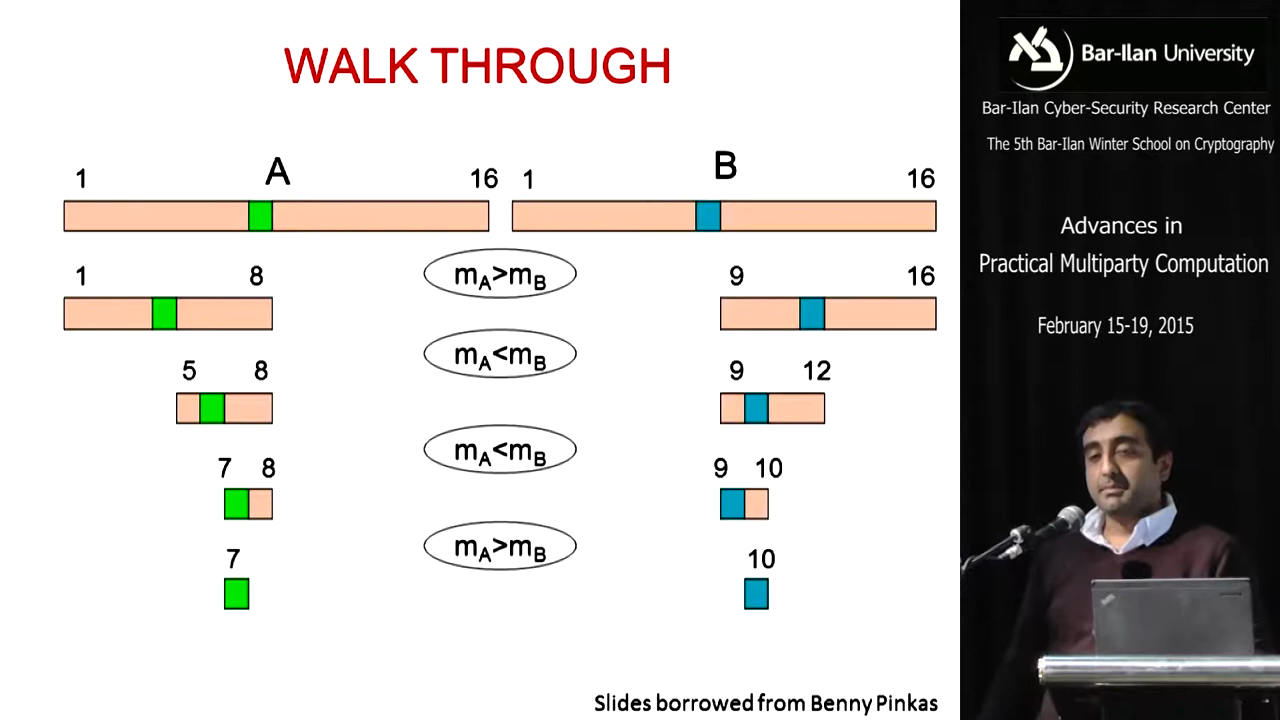 WALK THROUGH
A
B
1
16
1
16
mA>mB
1
8
9
16
mA<mB
5
8
9
12
mA<mB
7
8
9
10
mA>mB
7
10
Slides borrowed from Benny Pinkas
Bar-Ilan University
Bar-Ilan Cyber-Security Research Center
The 5th Bar-Ilan Winter School on Cryptography
Advances in
Practical Multiparty Computation
February 15-19, 2015